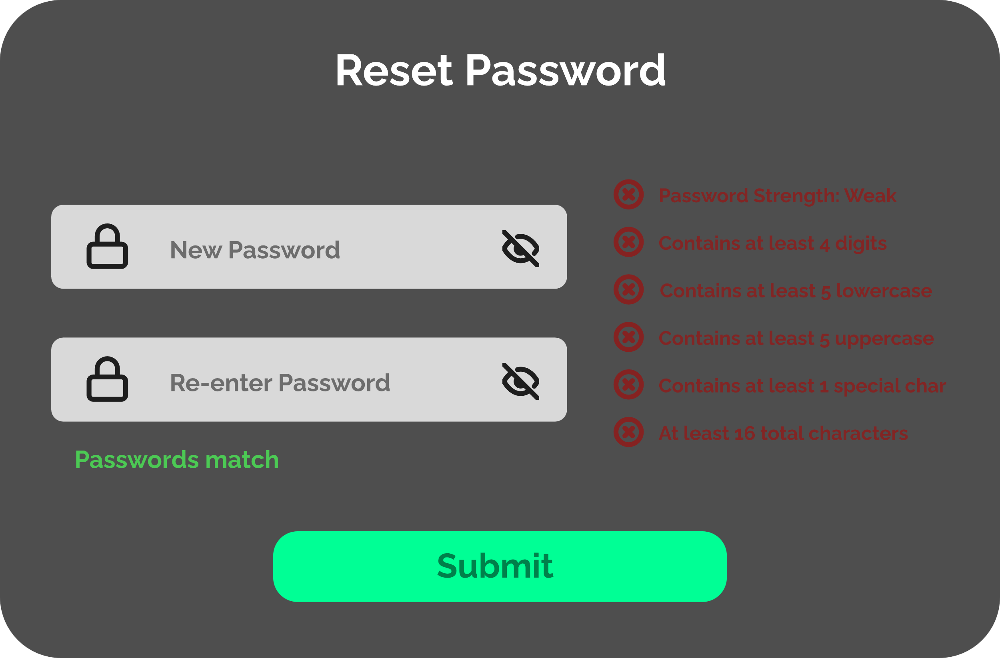 Reset Password
New Password
Re-enter Password
Passwords match
Password Strength: Weak
Contains at least 4 digits
Contains at least 5 lowercase
Contains at least 5 uppercase
Contains at least 1 special char
At least 16 total characters
Submit